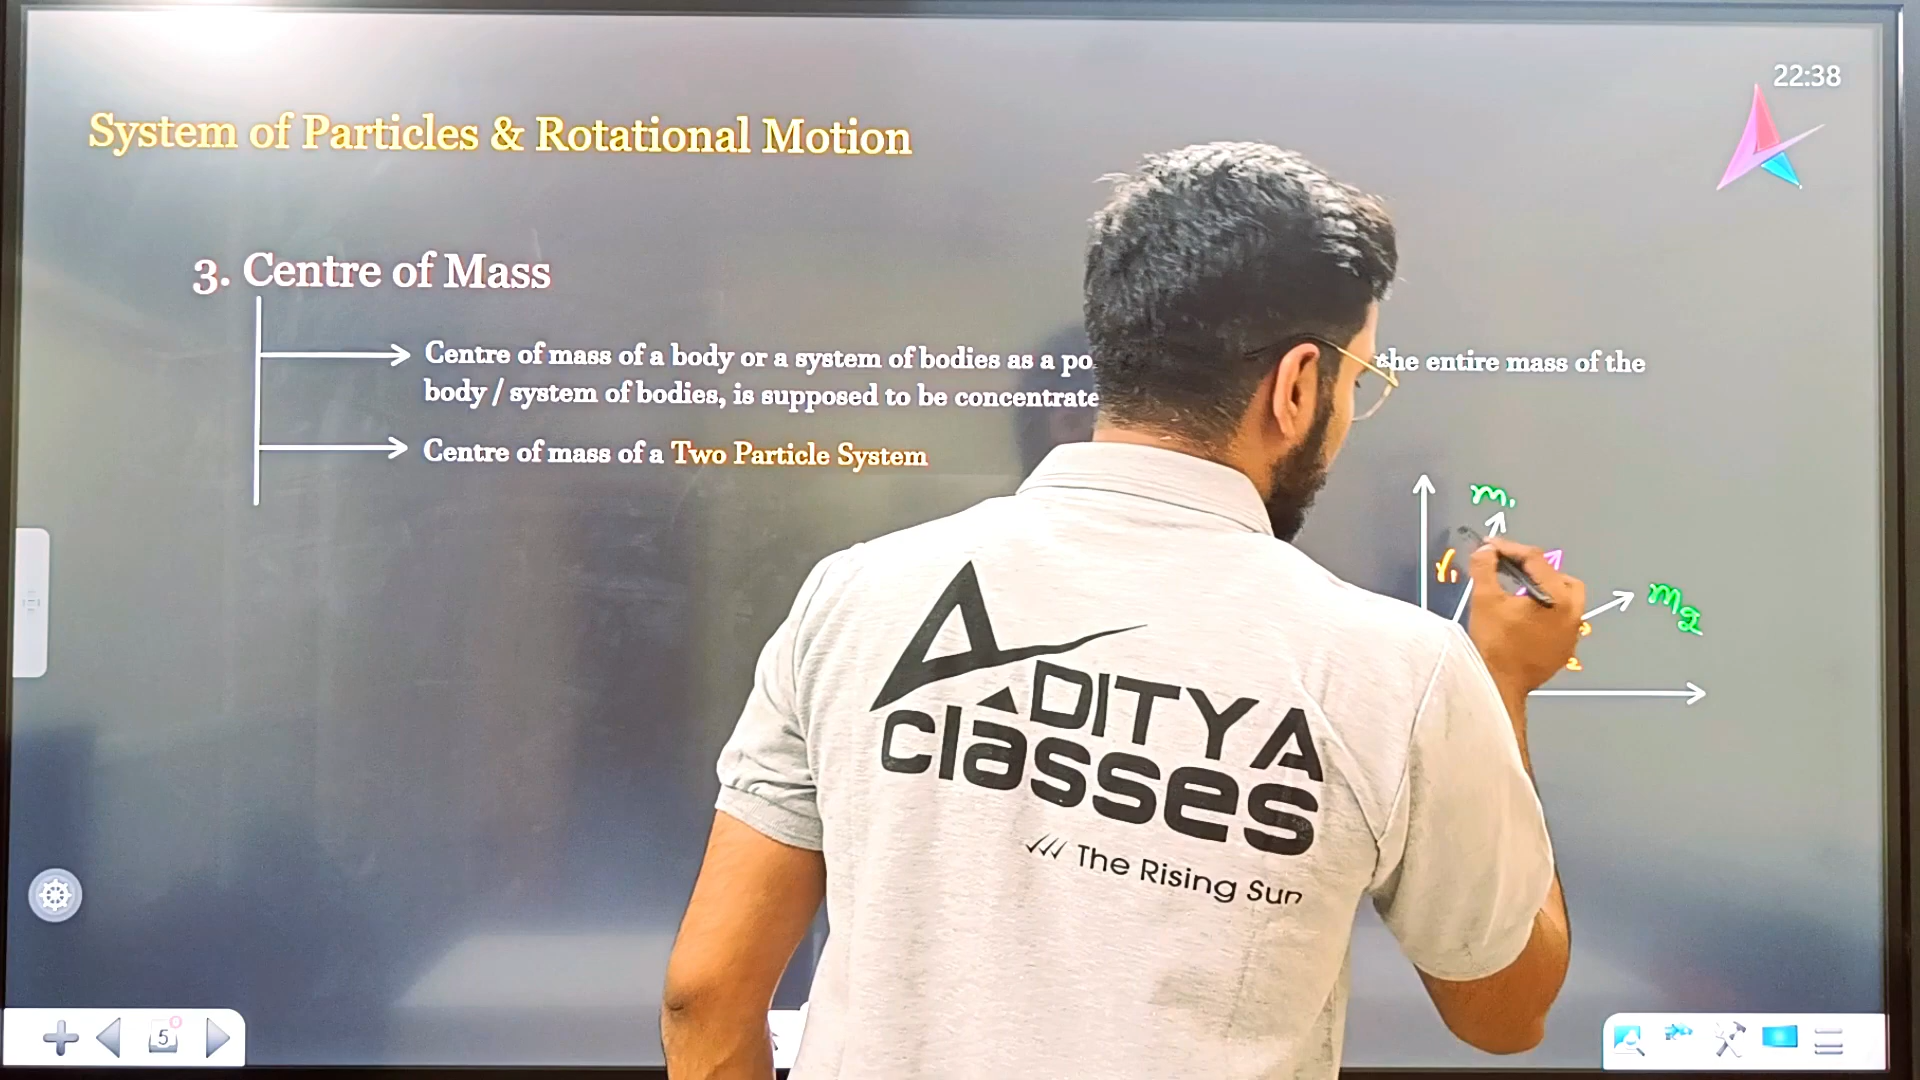 22:38
System of Particles & Rotational Motion
3. Centre of Mass
Centre of mass of a body or a system of bodies as a po the entire mass of the
body / system of bodies, is supposed to be concentrate
Centre of mass of a Two Particle System
m₁
r₁
m₂
2
ADITYA
classes
The Rising Sun
5